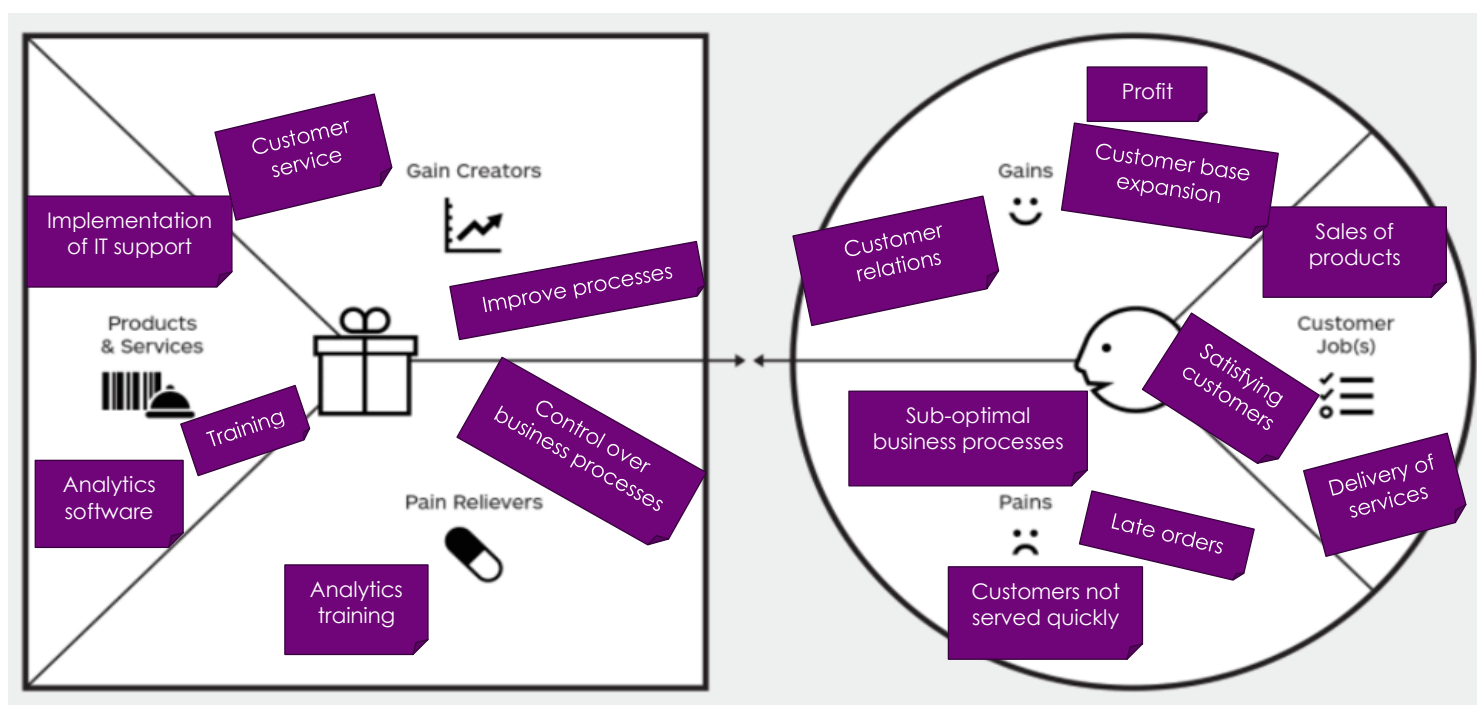 Customer
service
Gain Creators
Implementation
of IT support
Improve processes
Products
& Services
Training
Analytics
software
Control over
business processes
Pain Relievers
Analytics
training
Profit
Gains
Customer base
expansion
Customer
relations
Sales of
products
Customer
Job(s)
Satisfying
customers
Sub-optimal
business processes
Delivery of
services
Pains
Late orders
Customers not
served quickly